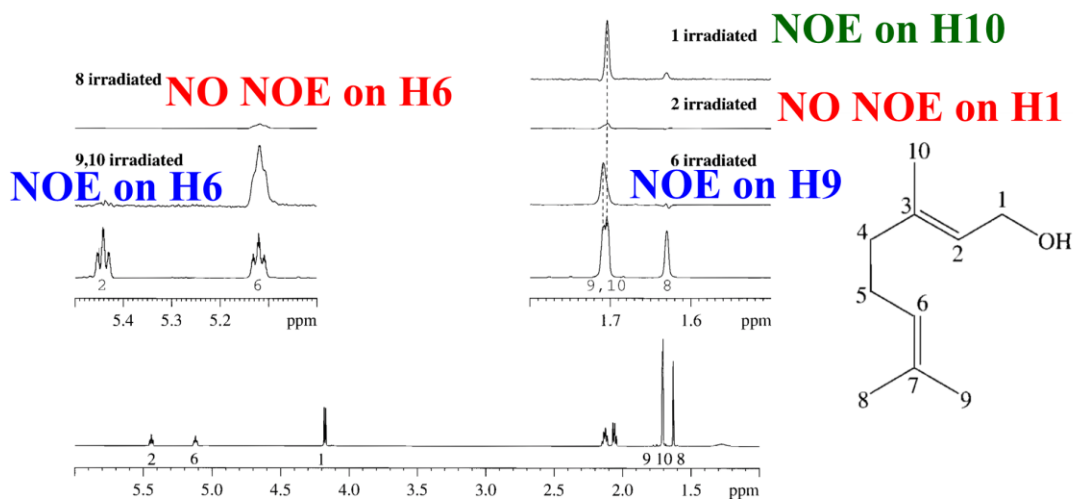 1 irradiated NOE on H10
8 irradiated
NO NOE on H6
2 irradiated
NO NOE on H1
9,10 irradiated
NOE on H6
6 irradiated
NOE on H9
10
3
1
4
2
OH
5
6
7
8
9
2
6
9,10
8
5.4
5.3
5.2
ppm
1.7
1.6
ppm
2
6
1
9 10 8
5.5
5.0
4.5
4.0
3.5
3.0
2.5
2.0
1.5
ppm